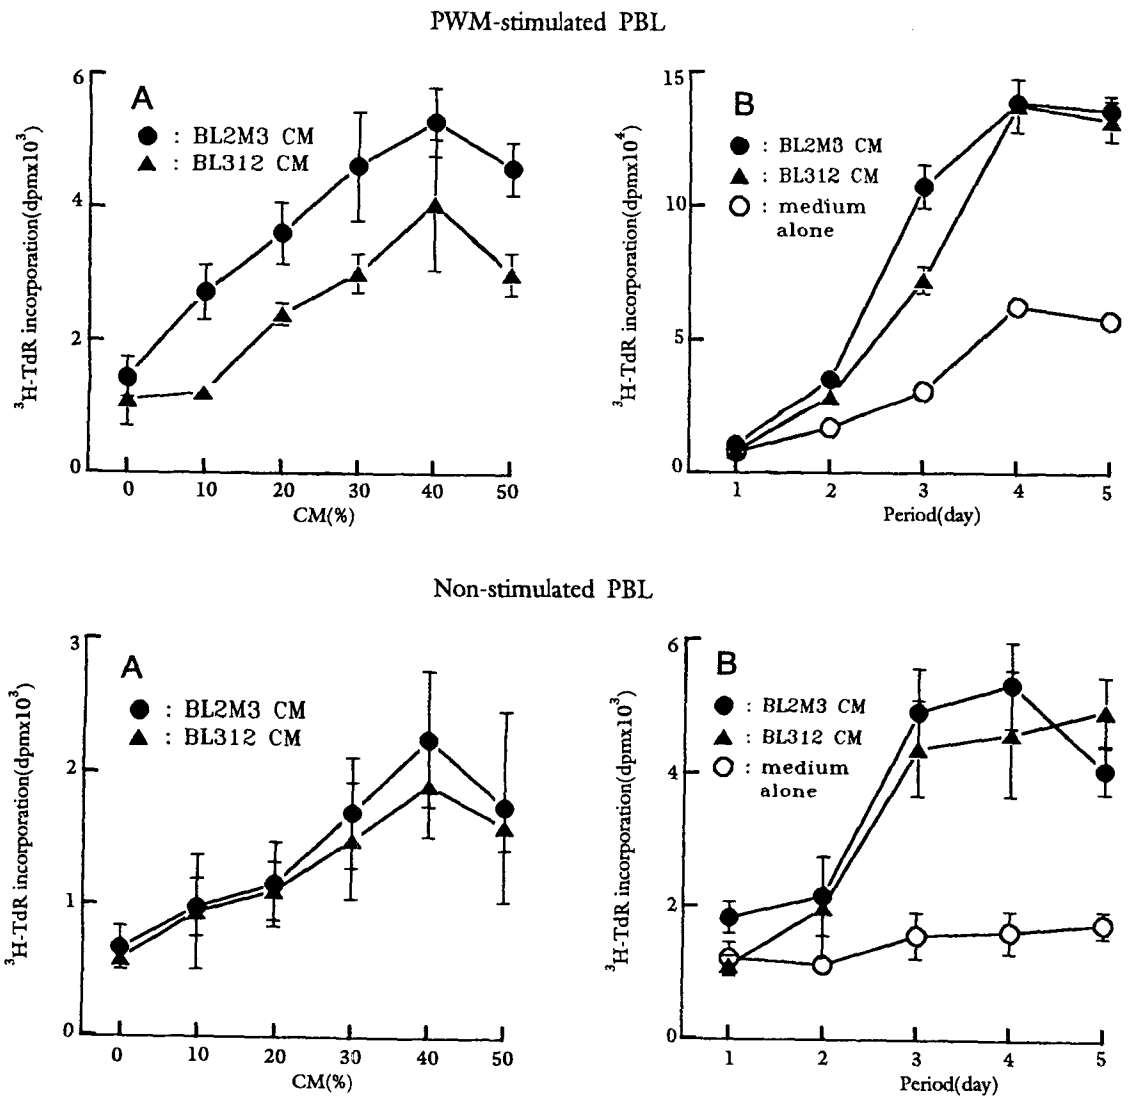 PWM-stimulated PBL
A
● : BL2M3 CM
▲ : BL312 CM
³H-TdR incorporation(dpmx10³)
6
4
2
0
0 10 20 30 40 50
CM(%)
B
● : BL2M3 CM
▲ : BL312 CM
○ : medium
alone
³H-TdR incorporation(dpmx10⁴)
15
10
5
0
1 2 3 4 5
Period(day)
Non-stimulated PBL
A
● : BL2M3 CM
▲ : BL312 CM
³H-TdR incorporation(dpmx10³)
3
2
1
0
0 10 20 30 40 50
CM(%)
B
● : BL2M3 CM
▲ : BL312 CM
○ : medium
alone
³H-TdR incorporation(dpmx10³)
6
4
2
0
1 2 3 4 5
Period(day)